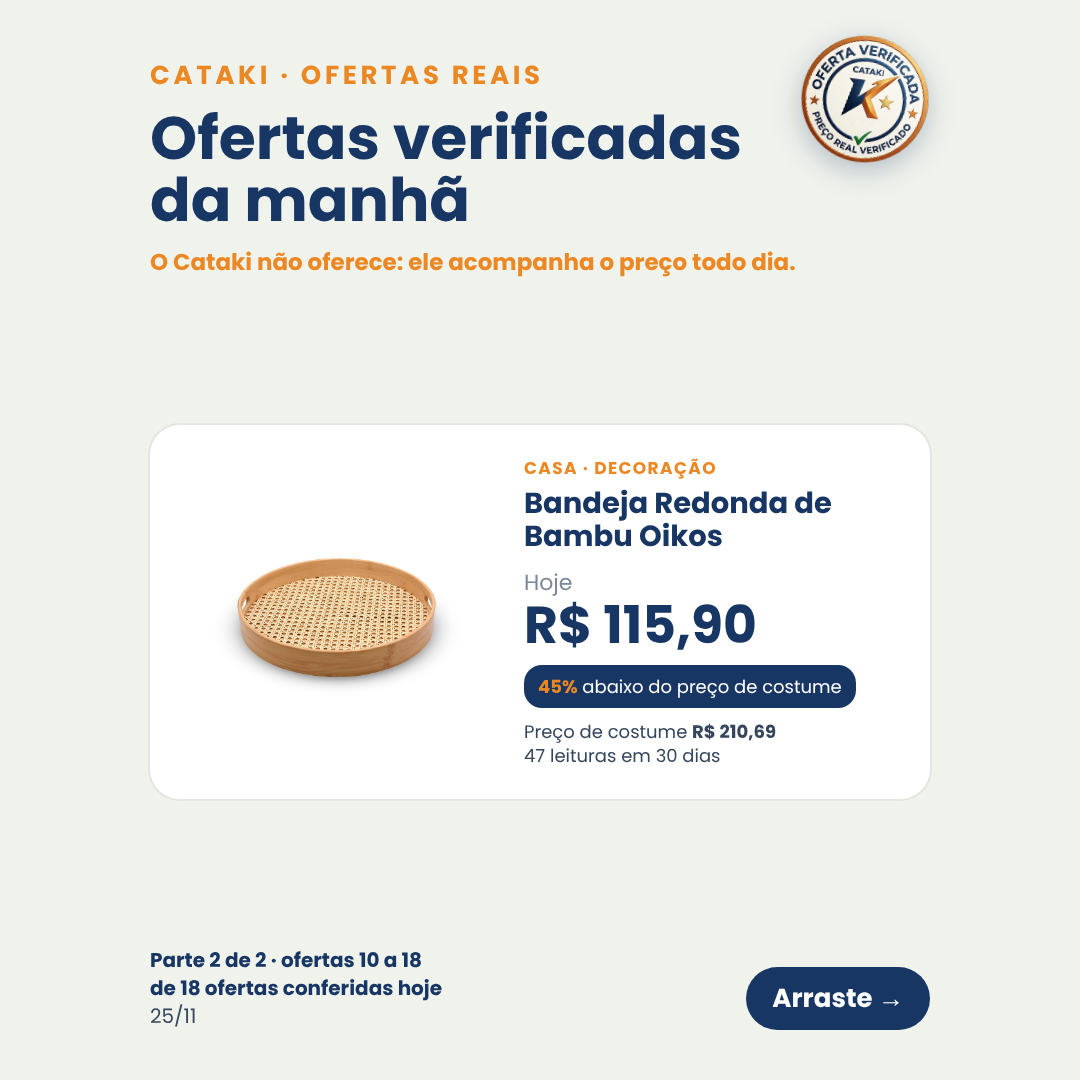 CATAKI · OFERTAS REAIS
Ofertas verificadas
da manhã
O Cataki não oferece: ele acompanha o preço todo dia.
OFERTA VERIFICADA
CATAKI
PREÇO REAL VERIFICADO
CASA · DECORAÇÃO
Bandeja Redonda de
Bambu Oikos
Hoje
R$ 115,90
45% abaixo do preço de costume
Preço de costume R$ 210,69
47 leituras em 30 dias
Parte 2 de 2 · ofertas 10 a 18
de 18 ofertas conferidas hoje
25/11
Arraste →